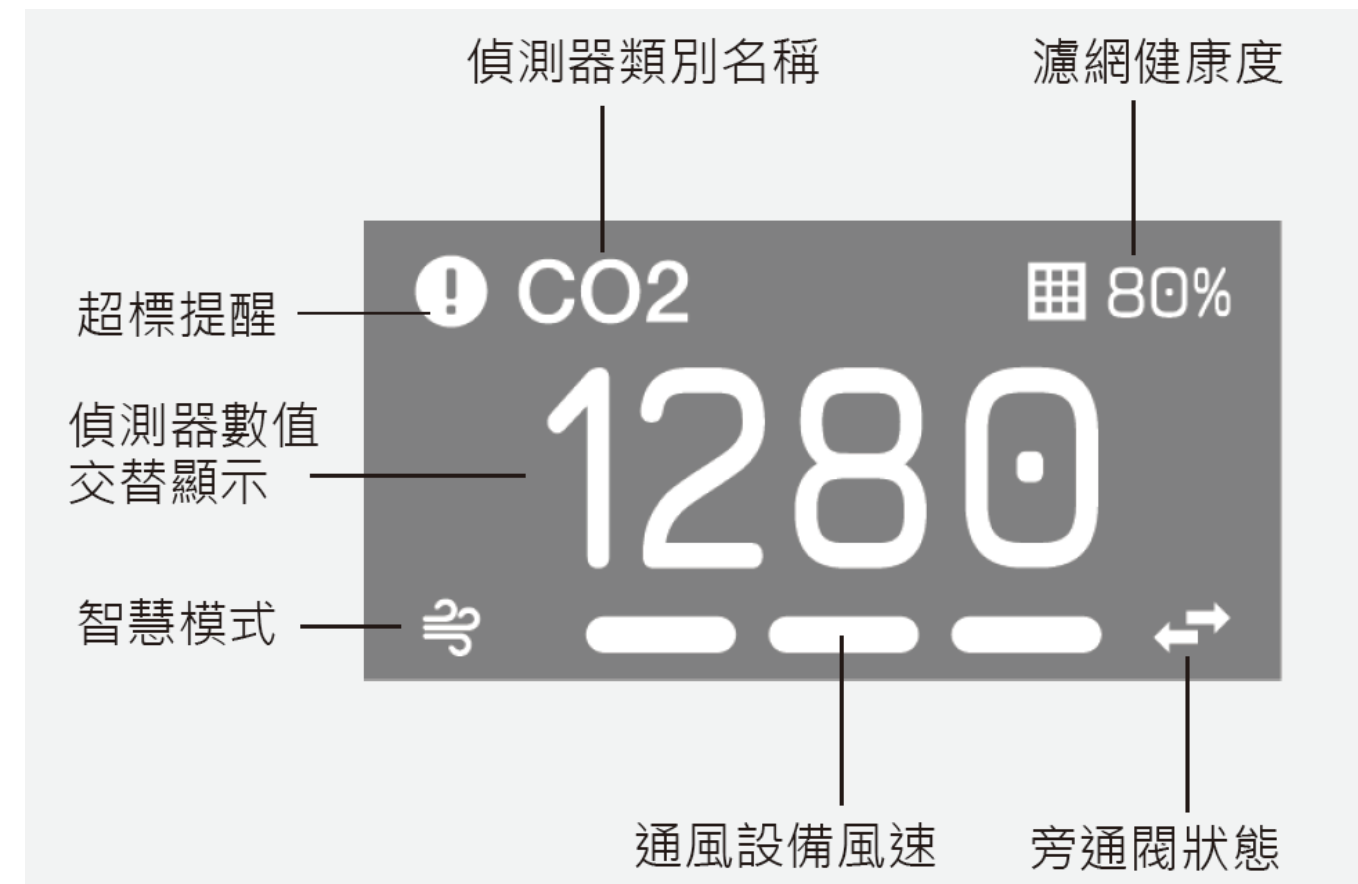 偵測器類別名稱
濾網健康度
超標提醒
CO2
80%
偵測器數值
交替顯示
1280
智慧模式
通風設備風速
旁通閥狀態